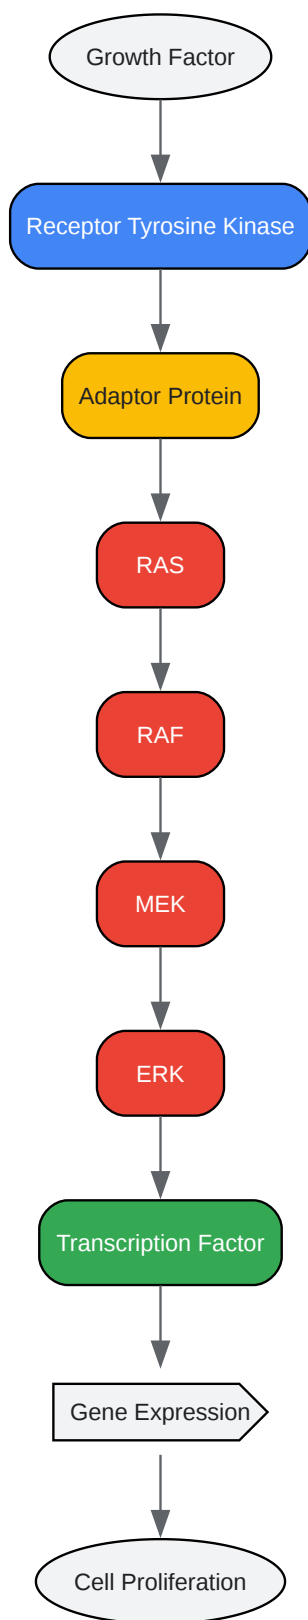 Growth Factor
Receptor Tyrosine Kinase
Adaptor Protein
RAS
RAF
MEK
ERK
Transcription Factor
Gene Expression
Cell Proliferation